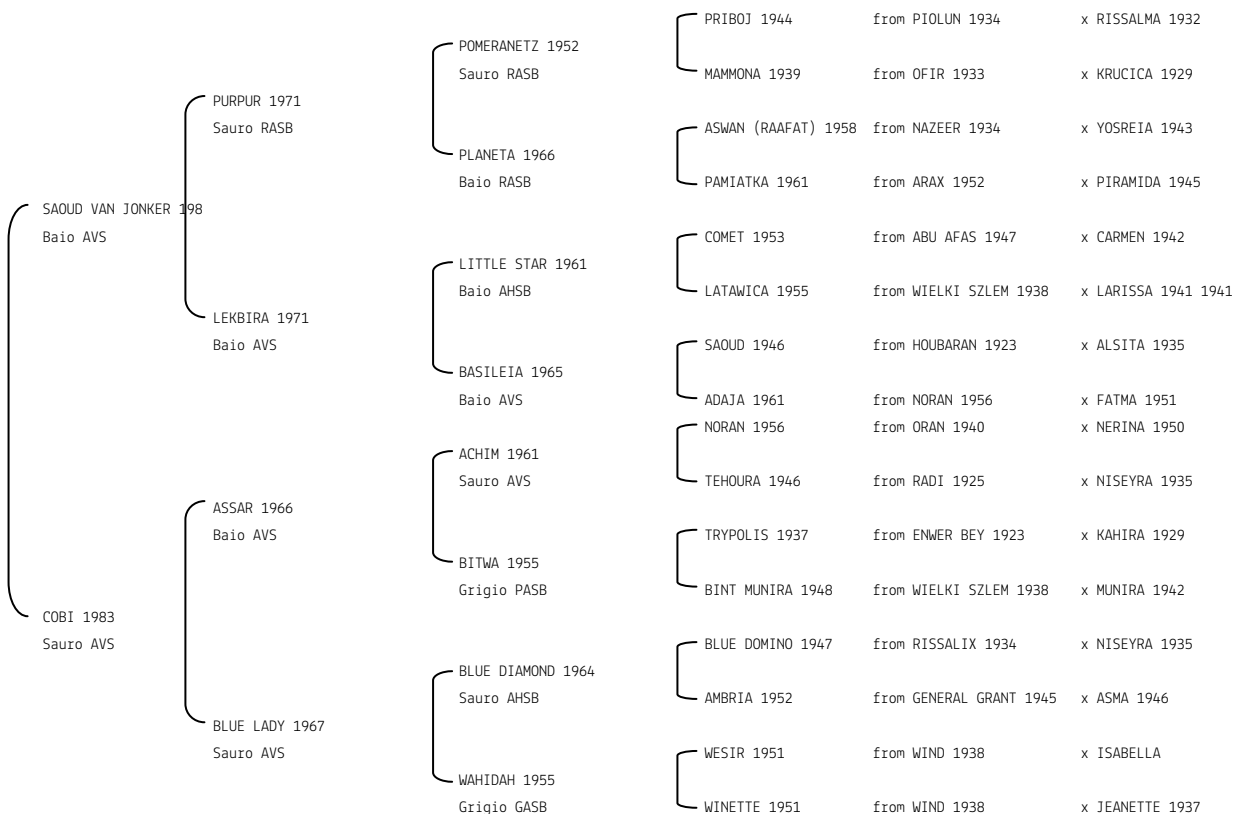 PRIBOJ 1944 from PIOLUN 1934 x RISSALMA 1932
POMERANETZ 1952
Sauro RASB MAMMONA 1939 from OFIR 1933 x KRUCICA 1929
PURPUR 1971
Sauro RASB ASWAN (RAAFAT) 1958 from NAZEER 1934 x YOSREIA 1943
PLANETA 1966
Baio RASB PAMIATKA 1961 from ARAX 1952 x PIRAMIDA 1945
SAOUD VAN JONKER 198
Baio AVS COMET 1953 from ABU AFAS 1947 x CARMEN 1942
LITTLE STAR 1961
Baio AHSB LATAWICA 1955 from WIELKI SZLEM 1938 x LARISSA 1941 1941
LEKBIRA 1971
Baio AVS SAOUD 1946 from HOUBARAN 1923 x ALSITA 1935
BASILEIA 1965
Baio AVS ADAJA 1961 from NORAN 1956 x FATMA 1951
NORAN 1956 from ORAN 1940 x NERINA 1950
ACHIM 1961
Sauro AVS TEHOURA 1946 from RADI 1925 x NISEYRA 1935
ASSAR 1966
Baio AVS TRYPOLIS 1937 from ENWER BEY 1923 x KAHIRA 1929
BITWA 1955
Grigio PASB BINT MUNIRA 1948 from WIELKI SZLEM 1938 x MUNIRA 1942
COBI 1983
Sauro AVS BLUE DOMINO 1947 from RISSALIX 1934 x NISEYRA 1935
BLUE DIAMOND 1964
Sauro AHSB AMBRIA 1952 from GENERAL GRANT 1945 x ASMA 1946
BLUE LADY 1967
Sauro AVS WESIR 1951 from WIND 1938 x ISABELLA
WAHIDAH 1955
Grigio GASB WINETTE 1951 from WIND 1938 x JEANETTE 1937